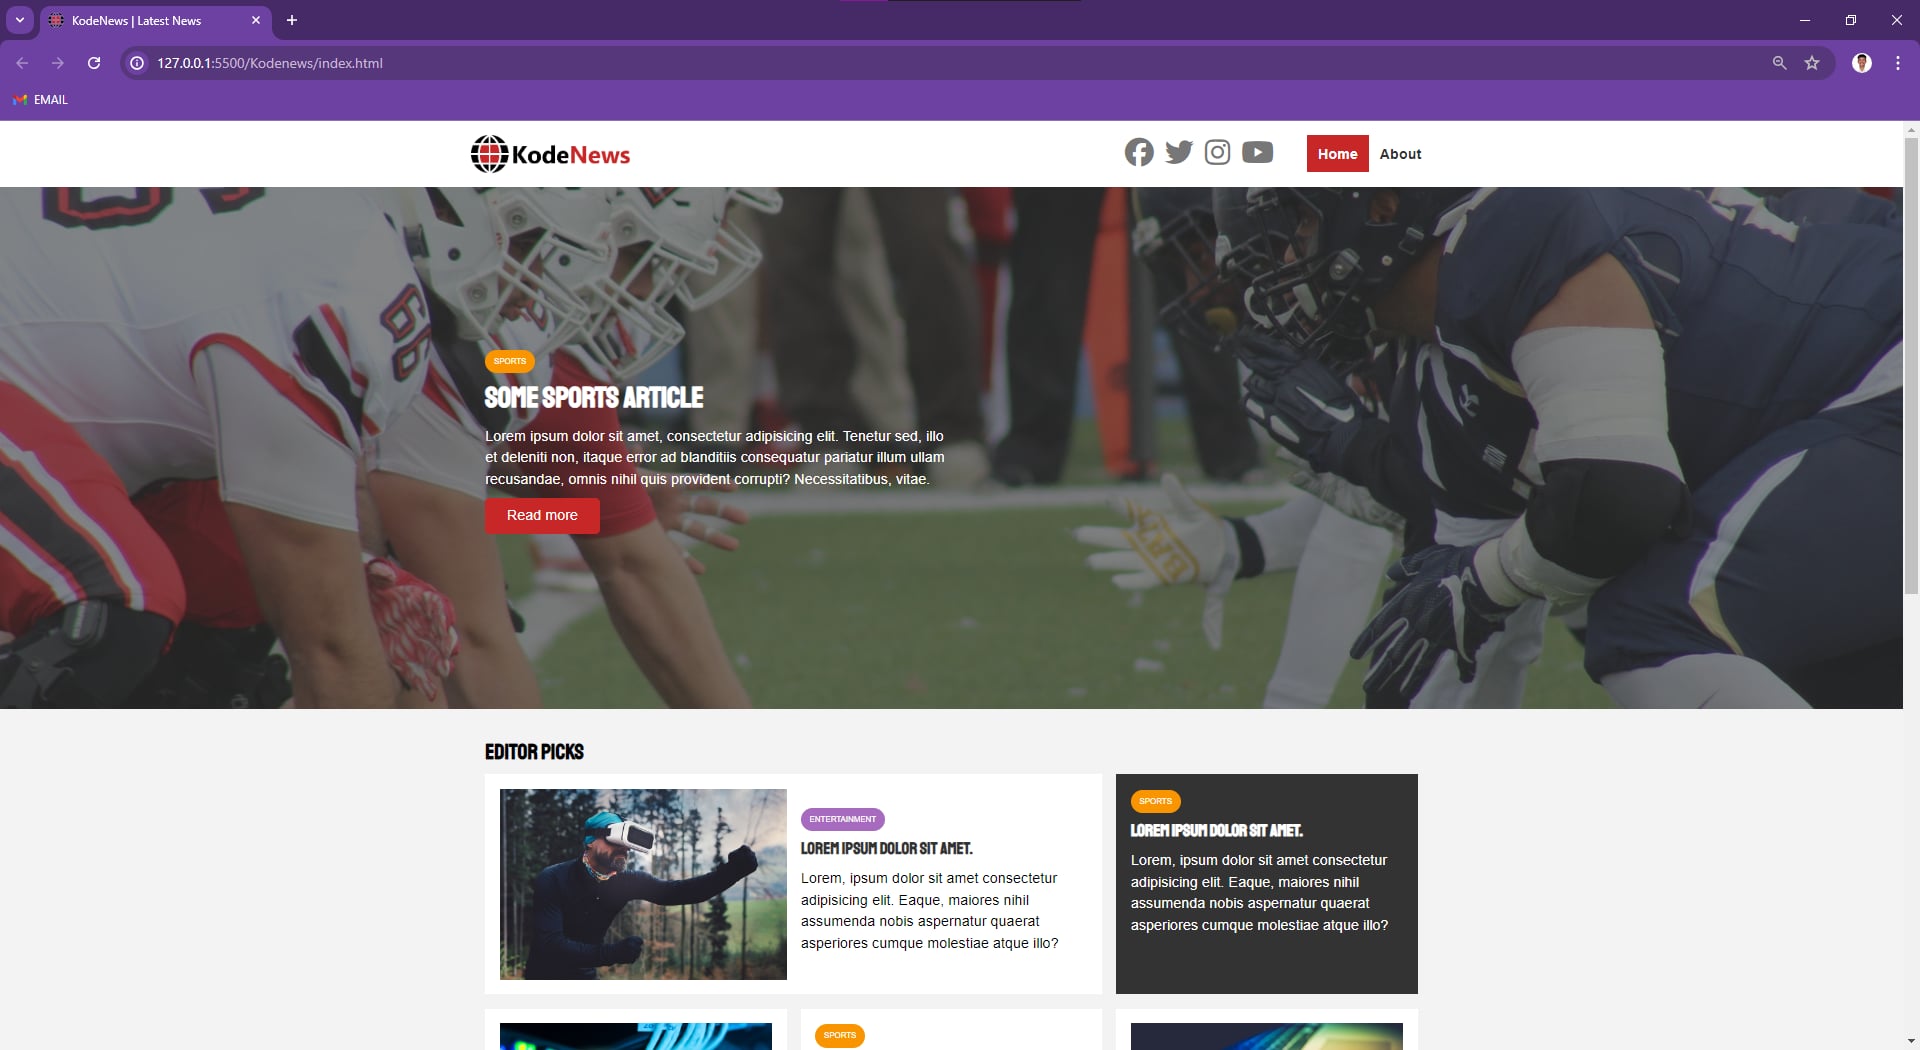 KodeNews | Latest News
127.0.0.1:5500/Kodenews/index.html
EMAIL
KodeNews
Home
About
SPORTS
SOME SPORTS ARTICLE
Lorem ipsum dolor sit amet, consectetur adipisicing elit. Tenetur sed, illo
et deleniti non, itaque error ad blanditiis consequatur pariatur illum ullam
recusandae, omnis nihil quis provident corrupti? Necessitatibus, vitae.
Read more
EDITOR PICKS
ENTERTAINMENT
LOREM IPSUM DOLOR SIT AMET.
Lorem, ipsum dolor sit amet consectetur
adipisicing elit. Eaque, maiores nihil
assumenda nobis aspernatur quaerat
asperiores cumque molestiae atque illo?
SPORTS
LOREM IPSUM DOLOR SIT AMET.
Lorem, ipsum dolor sit amet consectetur
adipisicing elit. Eaque, maiores nihil
assumenda nobis aspernatur quaerat
asperiores cumque molestiae atque illo?
SPORTS